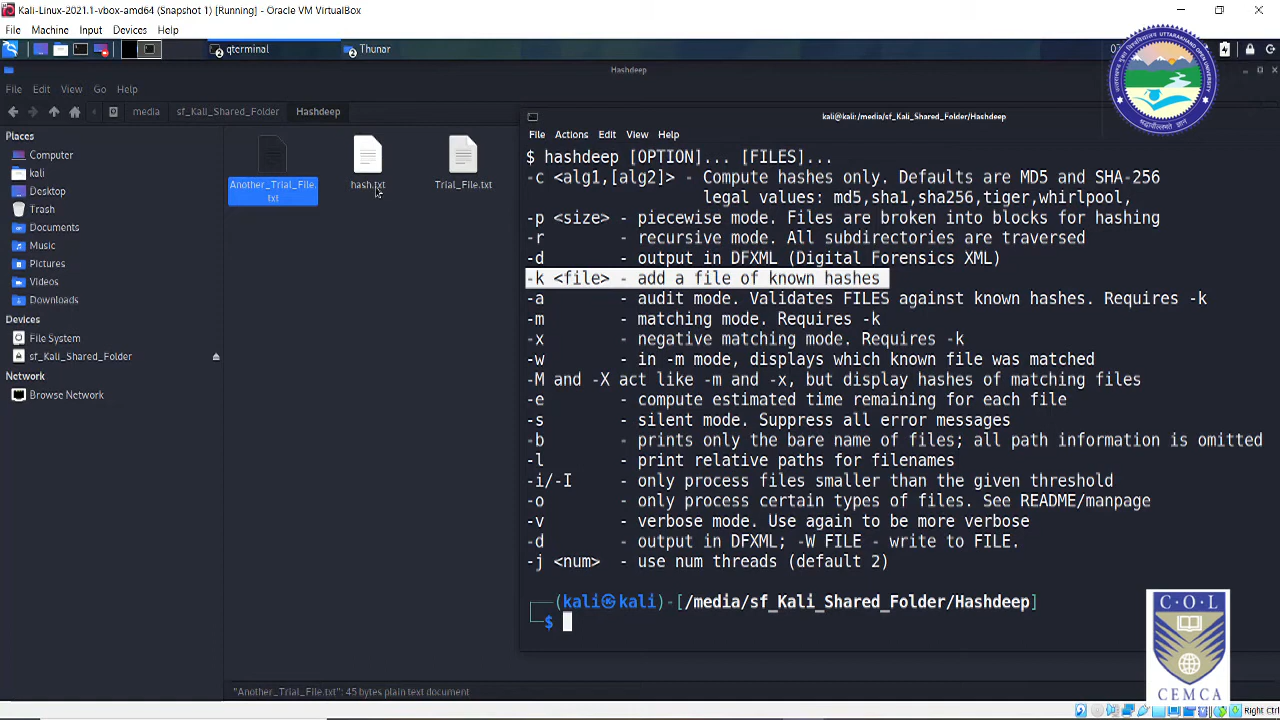 Kali-Linux-2021.1-vbox-amd64 (Snapshot 1) [Running] - Oracle VM VirtualBox
File Machine Input Devices Help
qterminal
Thunar
Hashdeep
File Edit View Go Help
media sf_Kali_Shared_Folder Hashdeep
Places
Computer
kali
Desktop
Trash
Documents
Music
Pictures
Videos
Downloads
Devices
File System
sf_Kali_Shared_Folder
Network
Browse Network
Another_Trial_File.
txt
hash.txt
Trial_File.txt
"Another_Trial_File.txt": 45 bytes plain text document
kali@kali: /media/sf_Kali_Shared_Folder/Hashdeep
File Actions Edit View Help
$ hashdeep [OPTION]... [FILES]...
-c <alg1,[alg2]> - Compute hashes only. Defaults are MD5 and SHA-256
legal values: md5,sha1,sha256,tiger,whirlpool,
-p <size> - piecewise mode. Files are broken into blocks for hashing
-r - recursive mode. All subdirectories are traversed
-d - output in DFXML (Digital Forensics XML)
-k <file> - add a file of known hashes
-a - audit mode. Validates FILES against known hashes. Requires -k
-m - matching mode. Requires -k
-x - negative matching mode. Requires -k
-w - in -m mode, displays which known file was matched
-M and -X act like -m and -x, but display hashes of matching files
-e - compute estimated time remaining for each file
-s - silent mode. Suppress all error messages
-b - prints only the bare name of files; all path information is omitted
-l - print relative paths for filenames
-i/-I - only process files smaller than the given threshold
-o - only process certain types of files. See README/manpage
-v - verbose mode. Use again to be more verbose
-d - output in DFXML; -W FILE - write to FILE.
-j <num> - use num threads (default 2)
(kali㉿kali)-[/media/sf_Kali_Shared_Folder/Hashdeep]
$
UTTARAKHAND OPEN UNIVERSITY
C·O·L
CEMCA
Right Ctrl